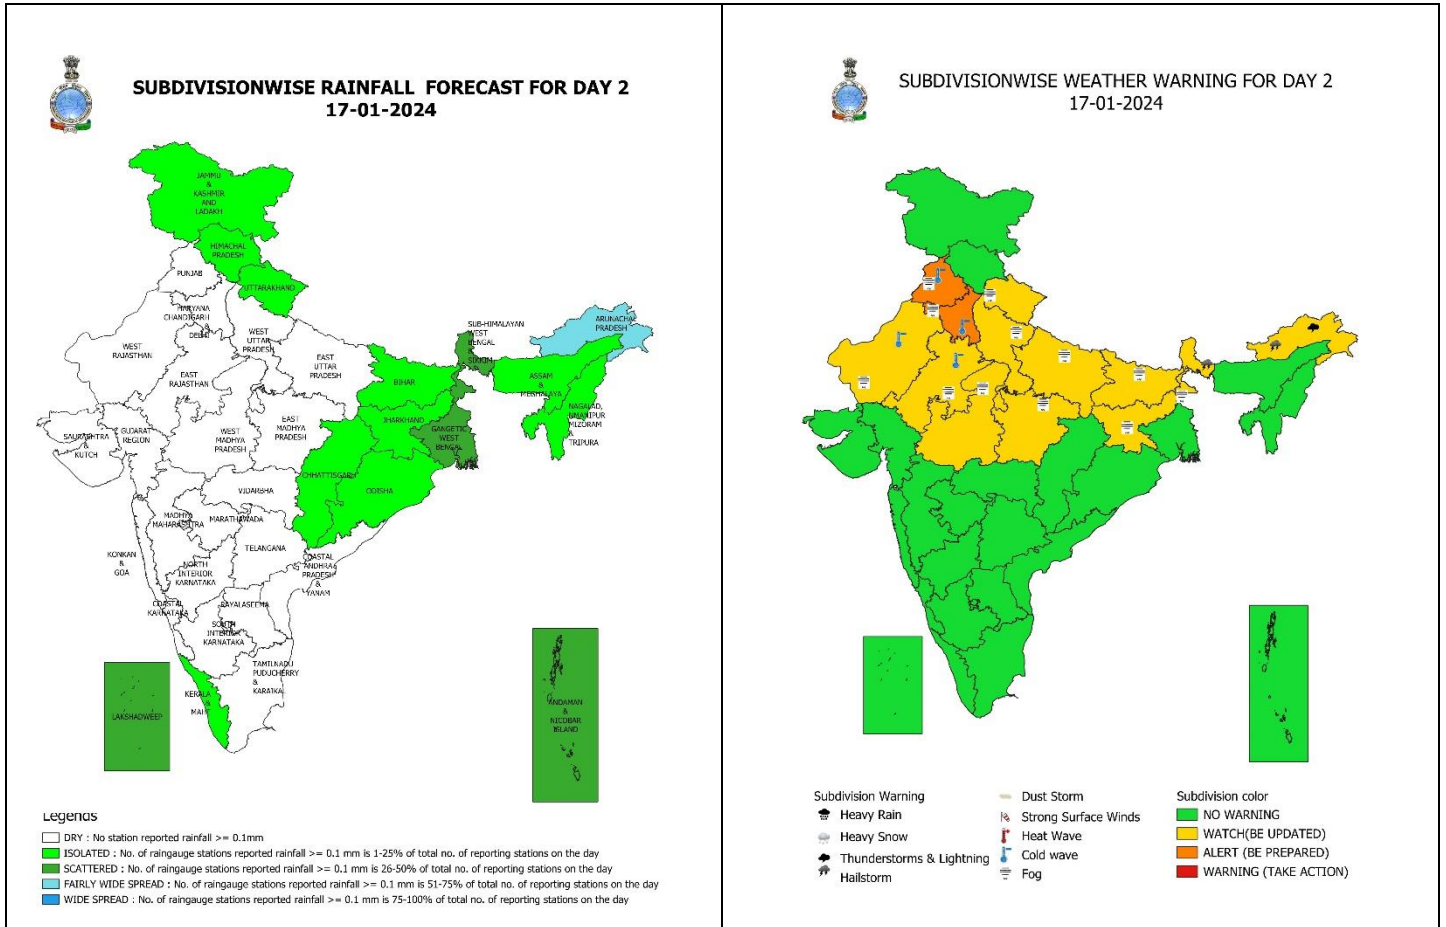 SUBDIVISIONWISE RAINFALL FORECAST FOR DAY 2
17-01-2024
JAMMU
&
KASHMIR
AND
LADAKH
HIMACHAL
PRADESH
PUNJAB
UTTARAKHAND
HARYANA
CHANDIGARH
&
DELHI
WEST
RAJASTHAN
WEST
UTTAR
PRADESH
EAST
UTTAR
PRADESH
EAST
RAJASTHAN
SUB-HIMALAYAN
WEST
BENGAL
&
SIKKIM
ARUNACHAL
PRADESH
BIHAR
ASSAM
&
MEGHALAYA
NAGALAD,
MANIPUR
MIZORAM
&
TRIPURA
JHARKHAND
GANGETIC
WEST
BENGAL
SAURASHTRA
&
KUTCH
GUJARAT
REGION
WEST
MADHYA
PRADESH
EAST
MADHYA
PRADESH
CHHATTISGARH
ODISHA
VIDARBHA
MADHYA
MAHARASHTRA
MARATHAWADA
TELANGANA
KONKAN
&
GOA
NORTH
INTERIOR
KARNATAKA
COASTAL
ANDHRA
PRADESH
&
YANAM
COASTAL
KARNATAKA
RAYALASEEMA
SOUTH
INTERIOR
KARNATAKA
TAMILNADU
PUDUCHERRY
&
KARAIKAL
KERALA
&
MAHE
LAKSHADWEEP
ANDAMAN
&
NICOBAR
ISLAND
Legends
DRY : No station reported rainfall >= 0.1mm
ISOLATED : No. of raingauge stations reported rainfall >= 0.1 mm is 1-25% of total no. of reporting stations on the day
SCATTERED : No. of raingauge stations reported rainfall >= 0.1 mm is 26-50% of total no. of reporting stations on the day
FAIRLY WIDE SPREAD : No. of raingauge stations reported rainfall >= 0.1 mm is 51-75% of total no. of reporting stations on the day
WIDE SPREAD : No. of raingauge stations reported rainfall >= 0.1 mm is 75-100% of total no. of reporting stations on the day
SUBDIVISIONWISE WEATHER WARNING FOR DAY 2
17-01-2024
Subdivision Warning
Heavy Rain
Heavy Snow
Thunderstorms & Lightning
Hailstorm
Dust Storm
Strong Surface Winds
Heat Wave
Cold wave
Fog
Subdivision color
NO WARNING
WATCH(BE UPDATED)
ALERT (BE PREPARED)
WARNING (TAKE ACTION)